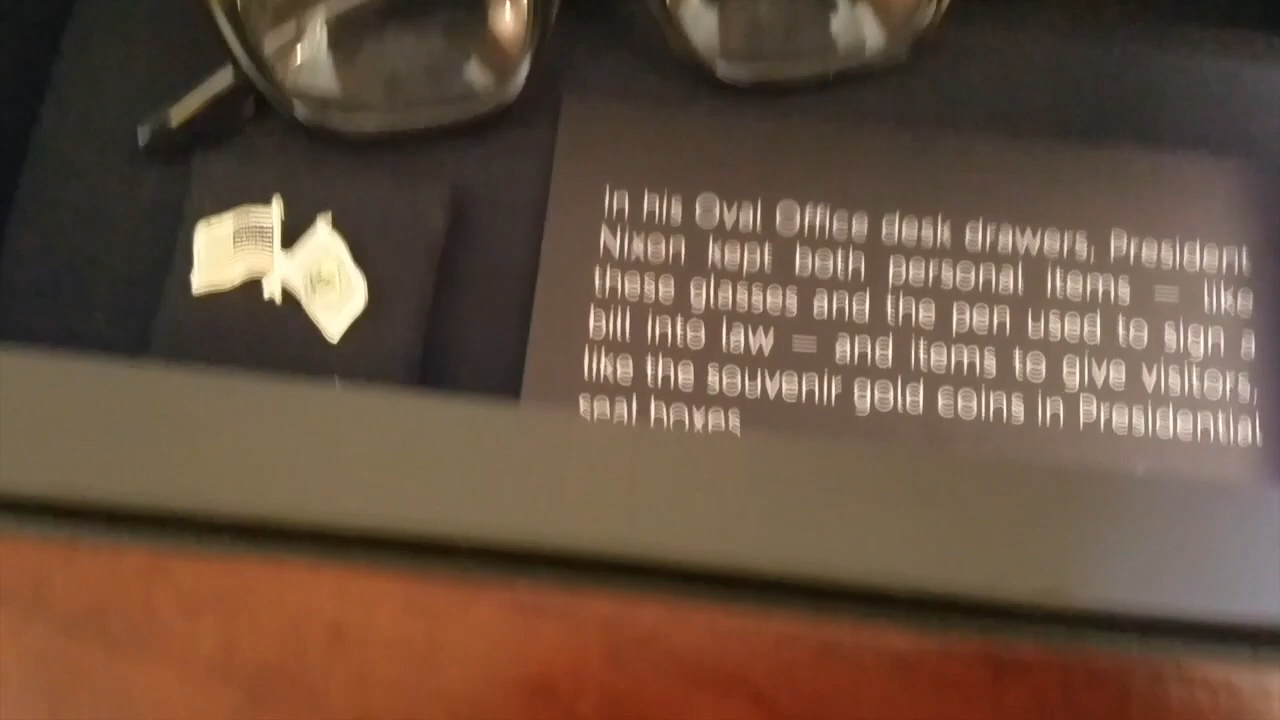 In his Oval Office desk drawers, President
Nixon kept both personal items – like
these glasses and the pen used to sign a
bill into law – and items to give visitors,
like the souvenir gold coins in Presidential
seal boxes